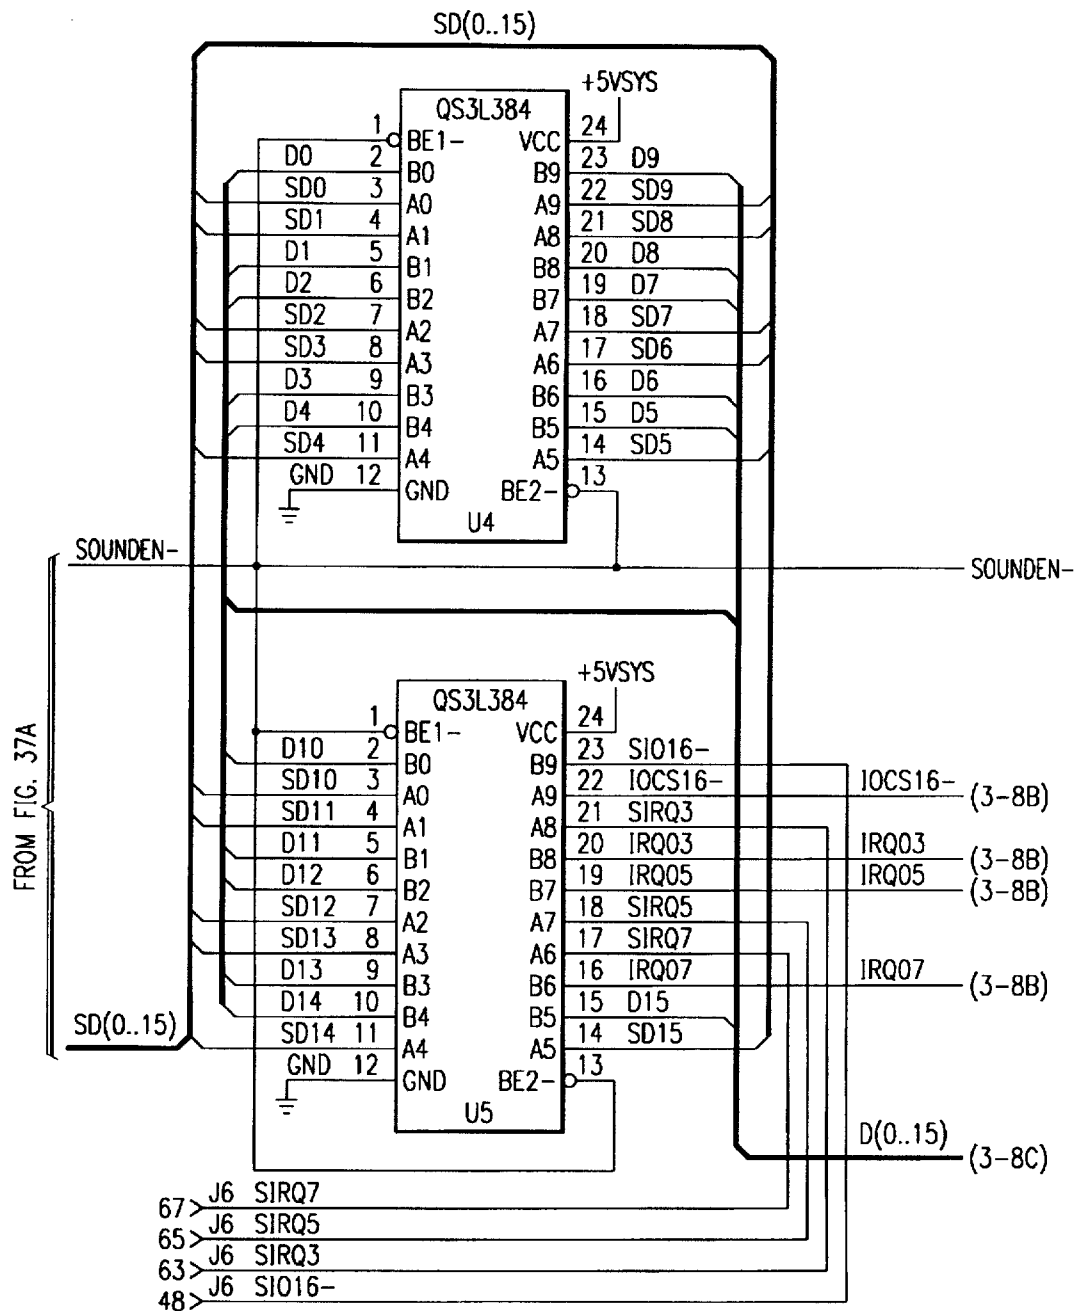 SD(0..15)
+5VSYS
QS3L384
1 BE1- VCC 24
D0 2 B0 B9 23 D9
SD0 3 A0 A9 22 SD9
SD1 4 A1 A8 21 SD8
D1 5 B1 B8 20 D8
D2 6 B2 B7 19 D7
SD2 7 A2 A7 18 SD7
SD3 8 A3 A6 17 SD6
D3 9 B3 B6 16 D6
D4 10 B4 B5 15 D5
SD4 11 A4 A5 14 SD5
GND 12 GND BE2- 13
U4
SOUNDEN- SOUNDEN-
FROM FIG. 37A
+5VSYS
QS3L384
1 BE1- VCC 24
D10 2 B0 B9 23 SIO16-
SD10 3 A0 A9 22 IOCS16- IOCS16- (3-8B)
SD11 4 A1 A8 21 SIRQ3
D11 5 B1 B8 20 IRQ03 IRQ03 (3-8B)
D12 6 B2 B7 19 IRQ05 IRQ05 (3-8B)
SD12 7 A2 A7 18 SIRQ5
SD13 8 A3 A6 17 SIRQ7
D13 9 B3 B6 16 IRQ07 IRQ07 (3-8B)
D14 10 B4 B5 15 D15
SD(0..15)
SD14 11 A4 A5 14 SD15
GND 12 GND BE2- 13
U5
D(0..15) (3-8C)
67 J6 SIRQ7
65 J6 SIRQ5
63 J6 SIRQ3
48 J6 SIO16-